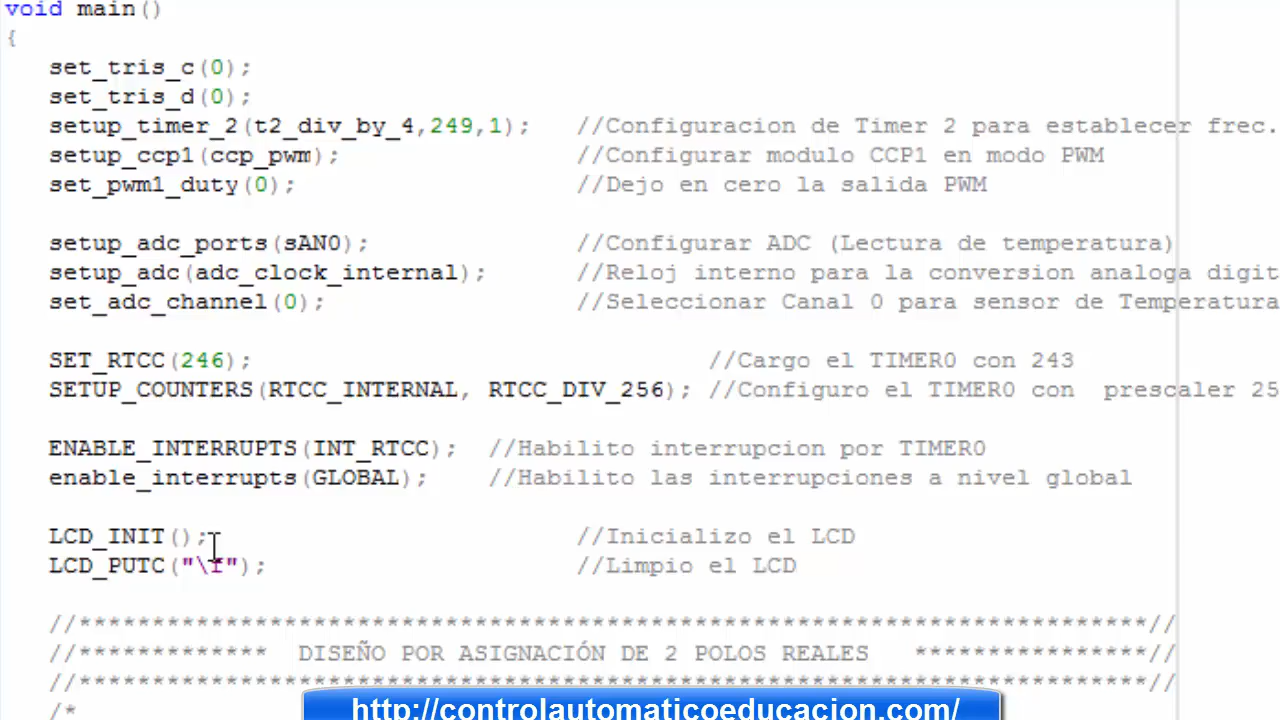 void main()
{
set_tris_c(0);
set_tris_d(0);
setup_timer_2(t2_div_by_4,249,1); //Configuracion de Timer 2 para establecer frec.
setup_ccp1(ccp_pwm); //Configurar modulo CCP1 en modo PWM
set_pwm1_duty(0); //Dejo en cero la salida PWM
setup_adc_ports(sAN0); //Configurar ADC (Lectura de temperatura)
setup_adc(adc_clock_internal); //Reloj interno para la conversion analoga digit
set_adc_channel(0); //Seleccionar Canal 0 para sensor de Temperatura
SET_RTCC(246); //Cargo el TIMER0 con 243
SETUP_COUNTERS(RTCC_INTERNAL, RTCC_DIV_256); //Configuro el TIMER0 con prescaler 25
ENABLE_INTERRUPTS(INT_RTCC); //Habilito interrupcion por TIMER0
enable_interrupts(GLOBAL); //Habilito las interrupciones a nivel global
LCD_INIT(); //Inicializo el LCD
LCD_PUTC("\f"); //Limpio el LCD
//*************************************************************************//
//************* DISEÑO POR ASIGNACIÓN DE 2 POLOS REALES ****************//
//*************************************************************************//
/*
http://controlautomaticoeducacion.com/